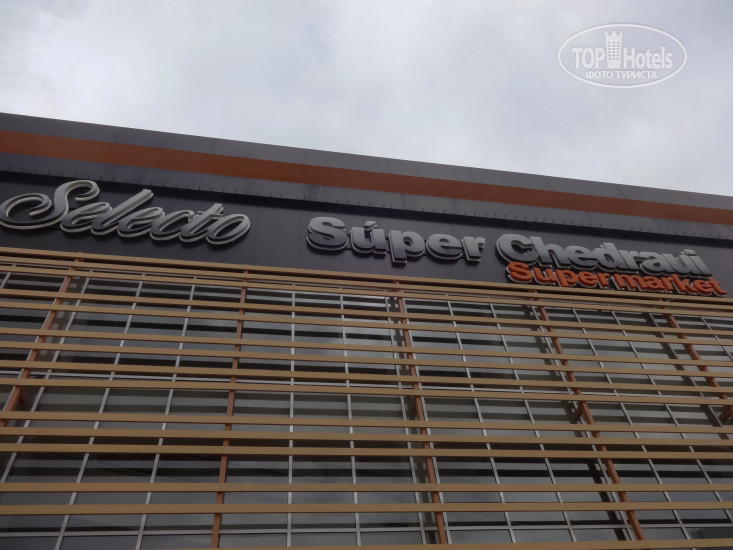 TOP Hotels
ФОТО ТУРИСТА
Selecto Súper Chedraui
Supermarket